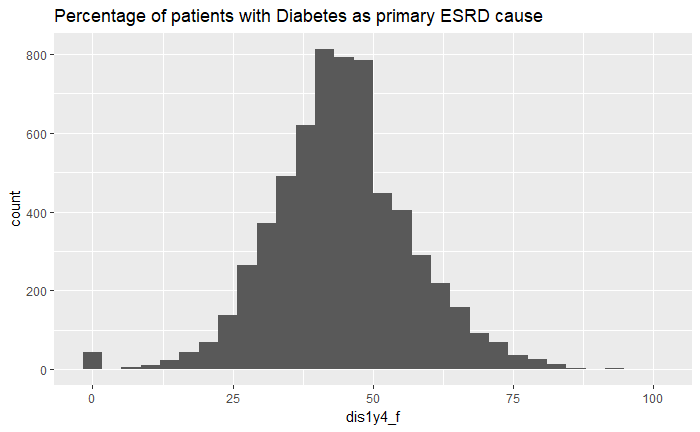 Percentage of patients with Diabetes as primary ESRD cause
800
600
400
200
0
count
0 25 50 75 100
dis1y4_f